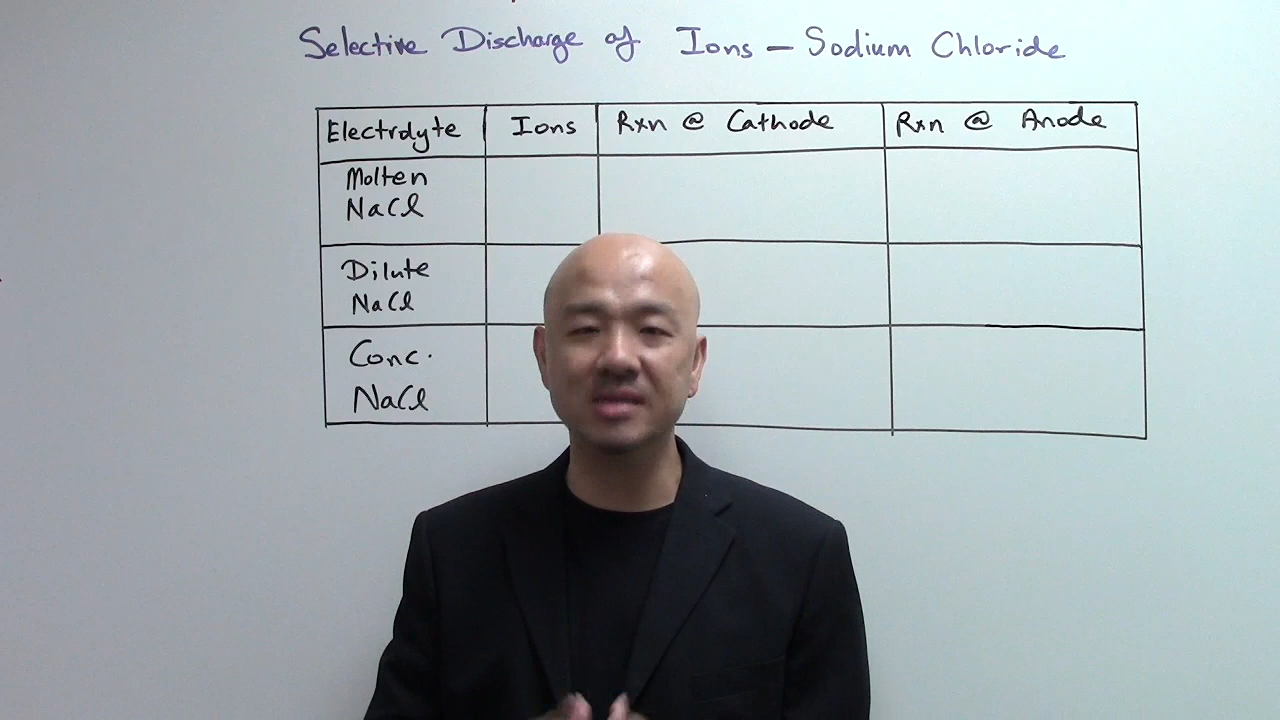 Selective Discharge of Ions – Sodium Chloride
Electrolyte Ions Rxn @ Cathode Rxn @ Anode
Molten
NaCl
Dilute
NaCl
Conc.
NaCl